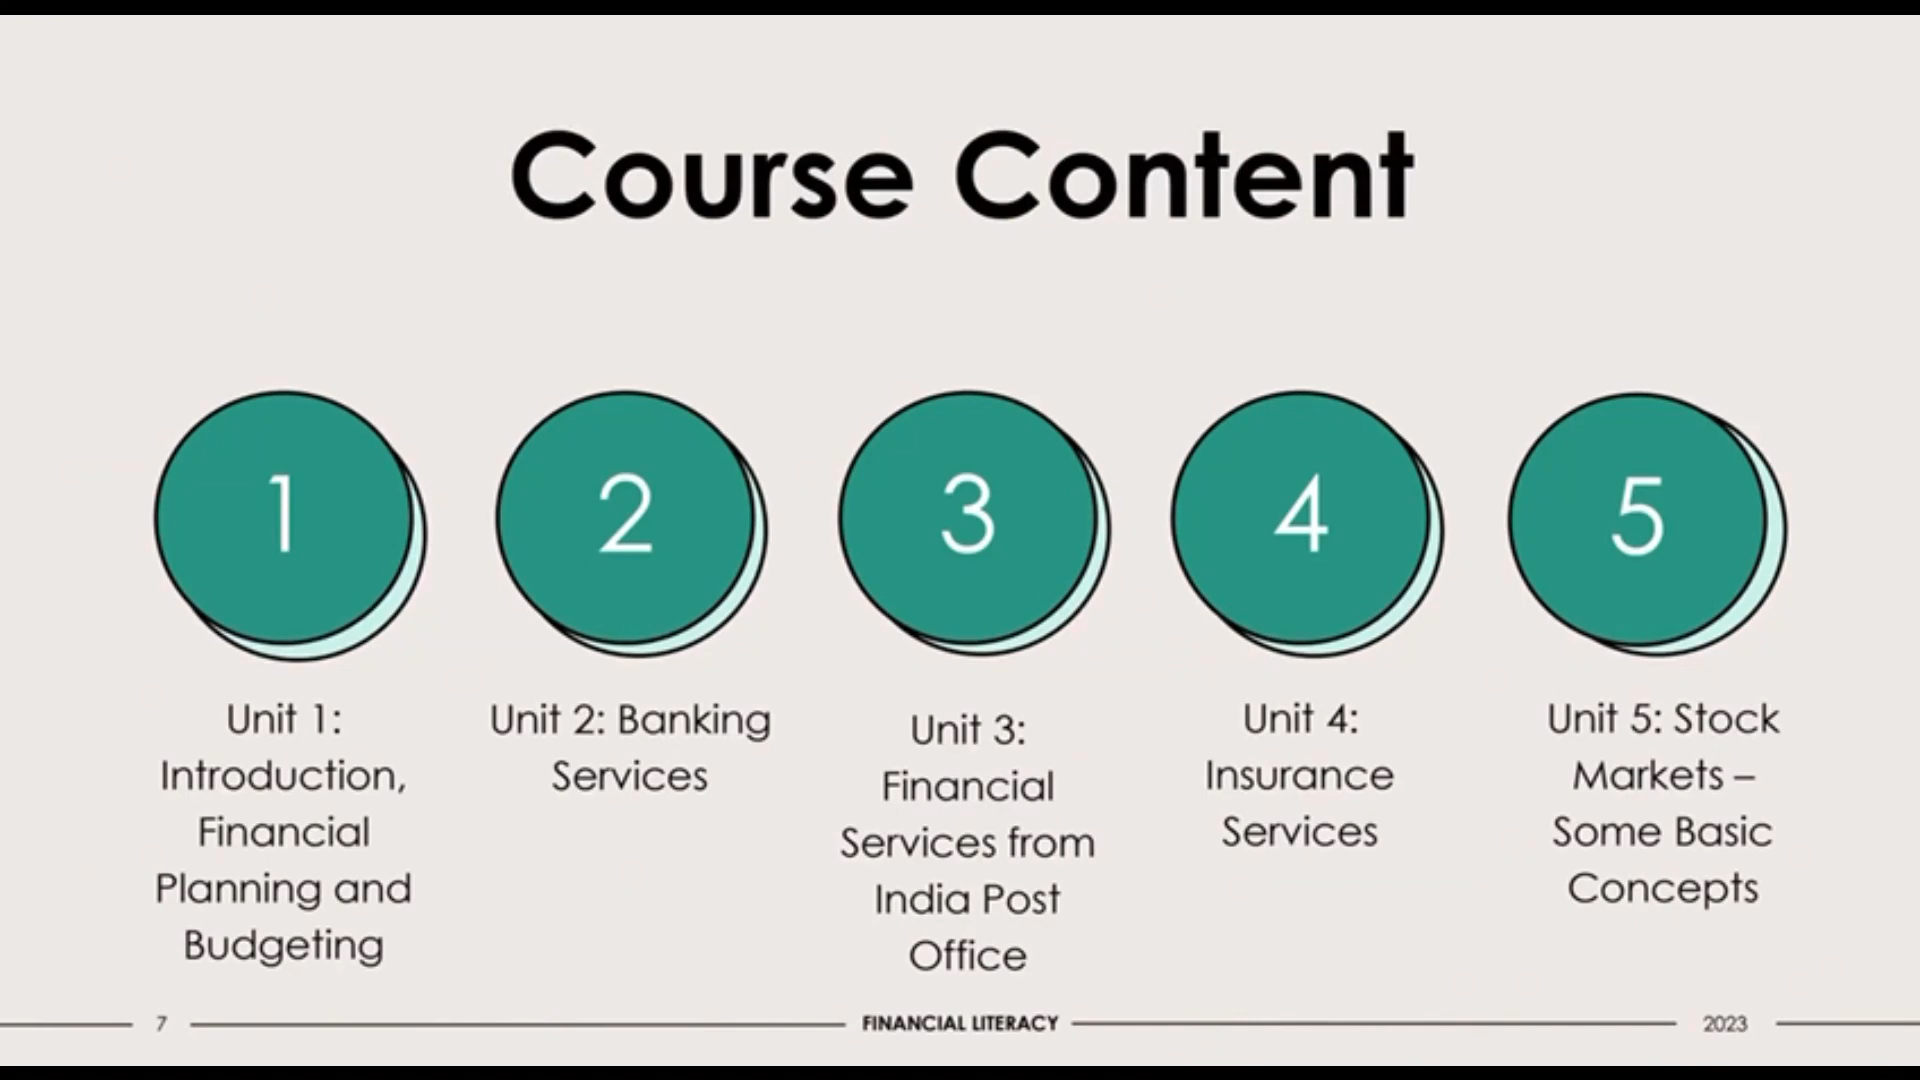 Course Content
1
2
3
4
5
Unit 1:
Introduction,
Financial
Planning and
Budgeting
Unit 2: Banking
Services
Unit 3:
Financial
Services from
India Post
Office
Unit 4:
Insurance
Services
Unit 5: Stock
Markets –
Some Basic
Concepts
7
FINANCIAL LITERACY
2023